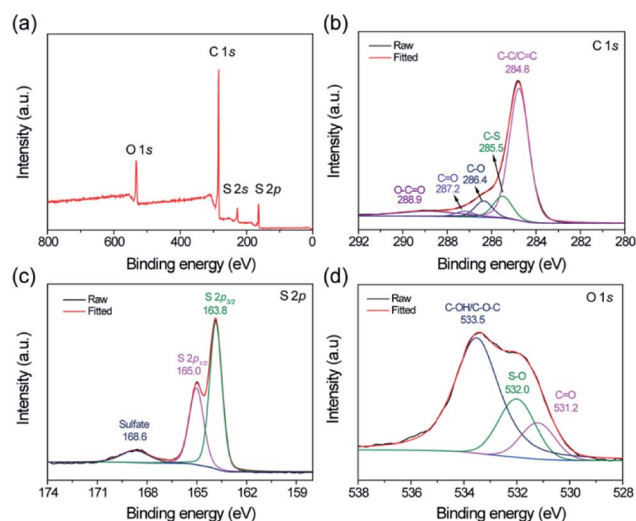 (a)
C 1s
O 1s
S 2s
S 2p
Intensity (a.u.)
800 600 400 200 0
Binding energy (eV)
(b)
Raw
Fitted
C 1s
C-C/C=C
284.8
C-S
285.5
C-O
286.4
C=O
287.2
O-C=O
288.9
Intensity (a.u.)
292 290 288 286 284 282 280
Binding energy (eV)
(c)
Raw
Fitted
S 2p
S 2p3/2
163.8
S 2p1/2
165.0
Sulfate
168.6
Intensity (a.u.)
174 171 168 165 162 159
Binding energy (eV)
(d)
Raw
Fitted
O 1s
C-OH/C-O-C
533.5
S-O
532.0
C=O
531.2
Intensity (a.u)
538 536 534 532 530 528
Binding energy (eV)